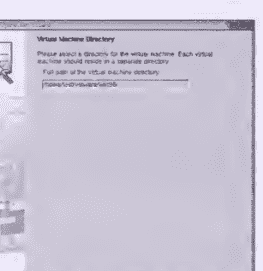 Virtual Machine Directory
Please select a directory for the virtual machine. Each virtual
machine should reside in a separate directory.
Full path of the virtual machine directory: